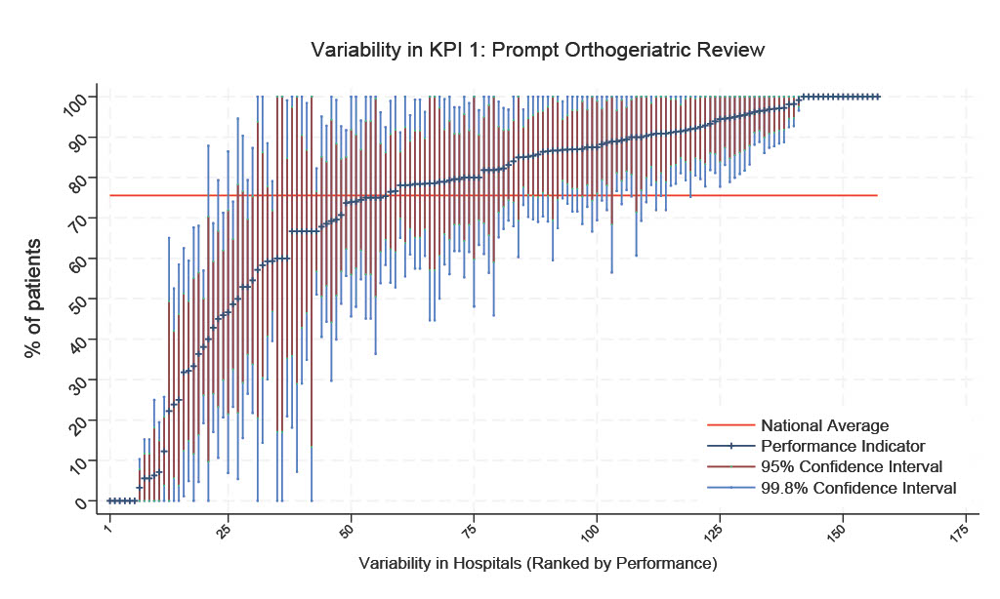 Variability in KPI 1: Prompt Orthogeriatric Review
% of patients
100
90
80
70
60
50
40
30
20
10
0
National Average
Performance Indicator
95% Confidence Interval
99.8% Confidence Interval
1
25
50
75
100
125
150
175
Variability in Hospitals (Ranked by Performance)